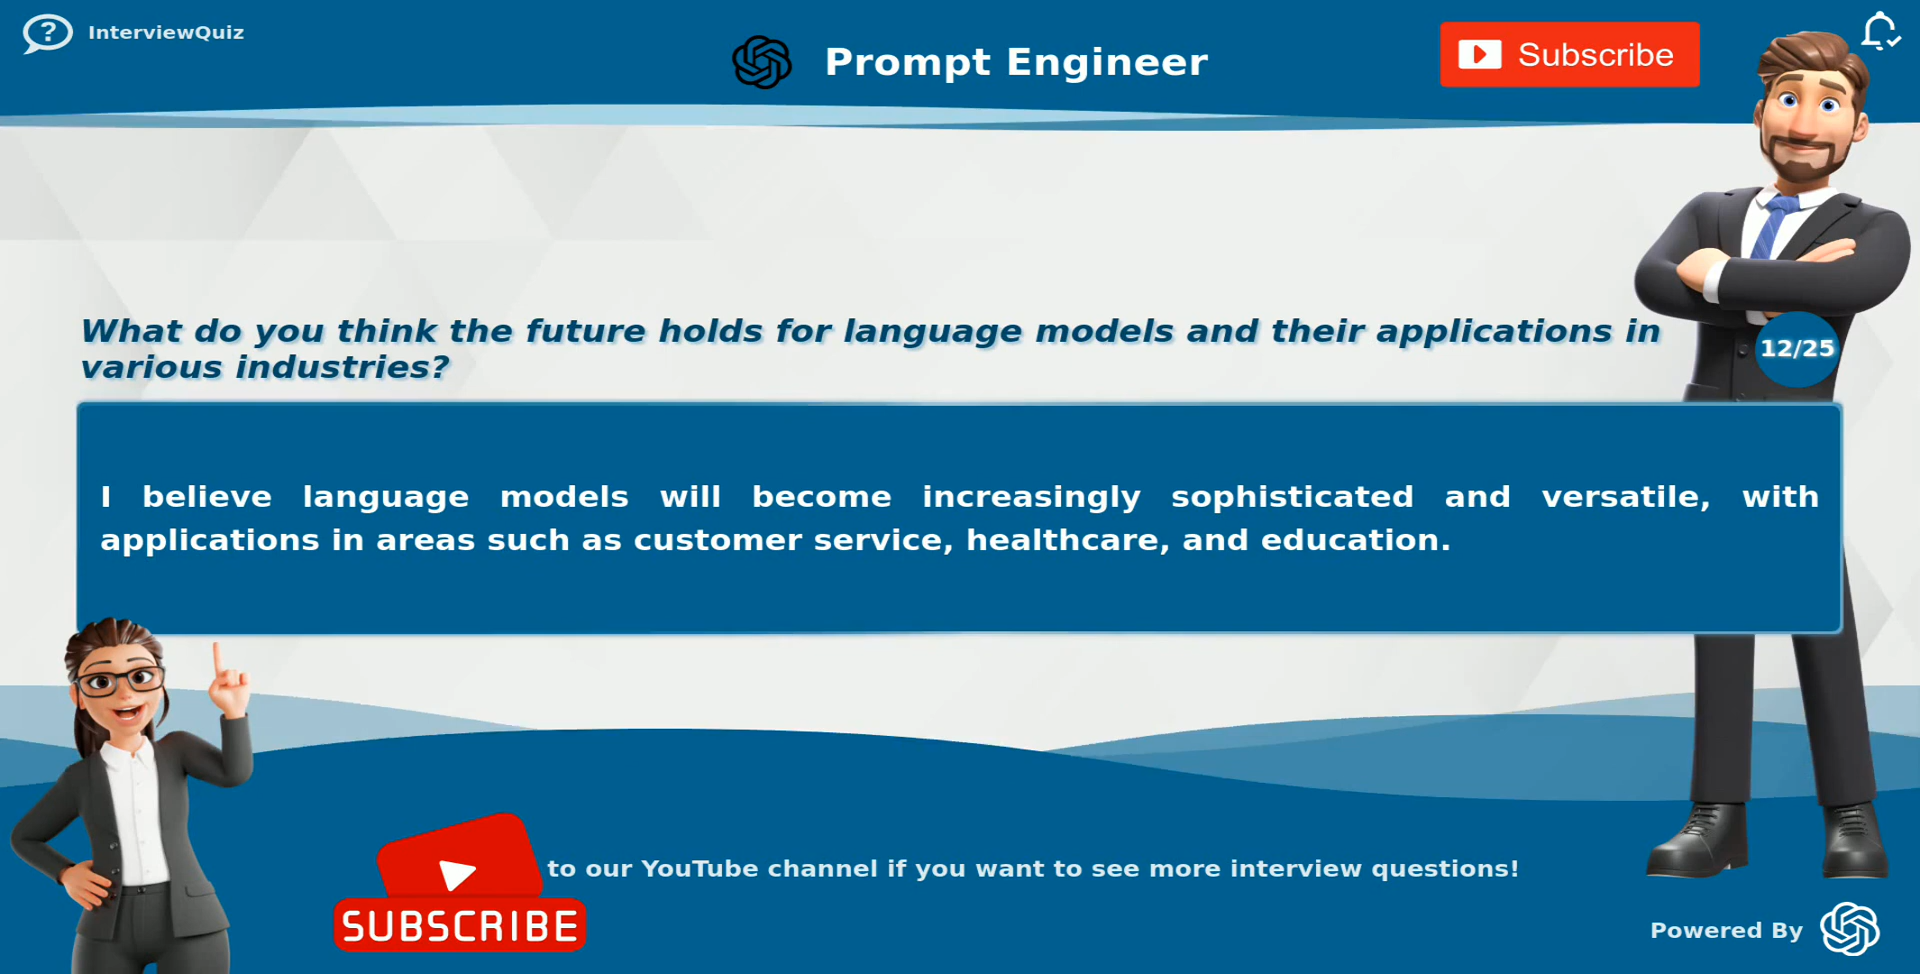 InterviewQuiz
Prompt Engineer
Subscribe
What do you think the future holds for language models and their applications in
various industries?
12/25
I believe language models will become increasingly sophisticated and versatile, with
applications in areas such as customer service, healthcare, and education.
to our YouTube channel if you want to see more interview questions!
SUBSCRIBE
Powered By